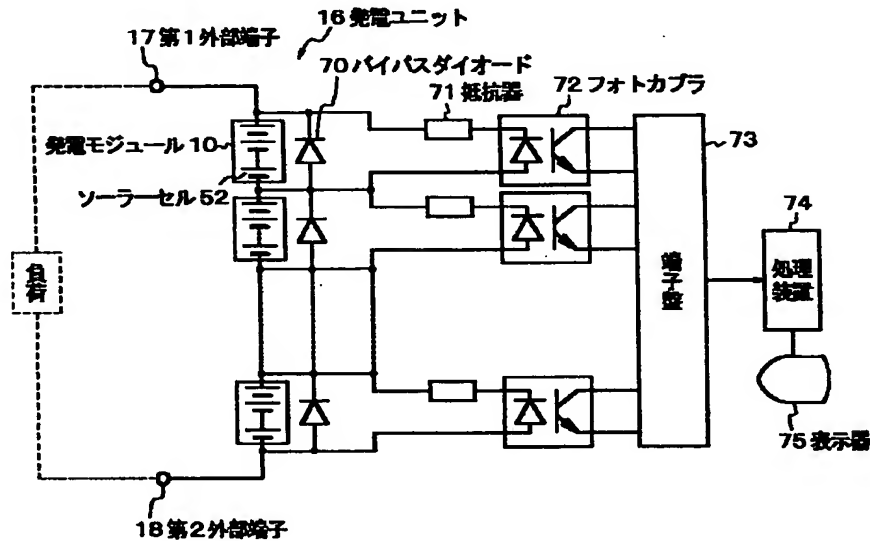 16 発電ユニット
17 第1外部端子
70 バイパスダイオード
71 抵抗器
72 フォトカプラ
発電モジュール 10
73
ソーラーセル 52
74
負荷
端子盤
処理
装置
75 表示器
18 第2外部端子